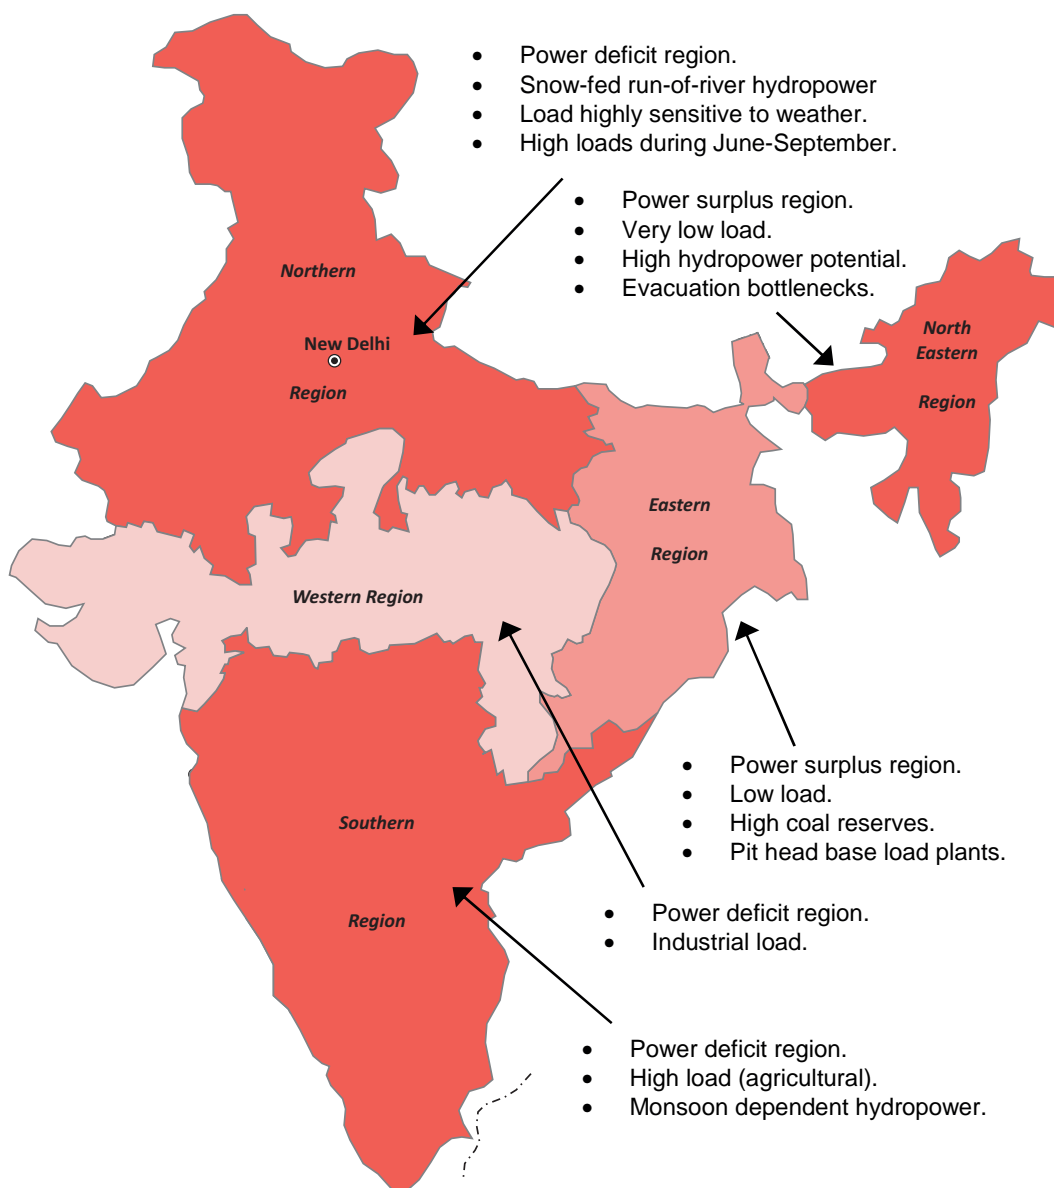 • Power deficit region.
• Snow-fed run-of-river hydropower
• Load highly sensitive to weather.
• High loads during June-September.
• Power surplus region.
• Very low load.
• High hydropower potential.
• Evacuation bottlenecks.
Northern
New Delhi
Region
North
Eastern
Region
Eastern
Region
Western Region
• Power surplus region.
• Low load.
• High coal reserves.
• Pit head base load plants.
Southern
Region
• Power deficit region.
• Industrial load.
• Power deficit region.
• High load (agricultural).
• Monsoon dependent hydropower.